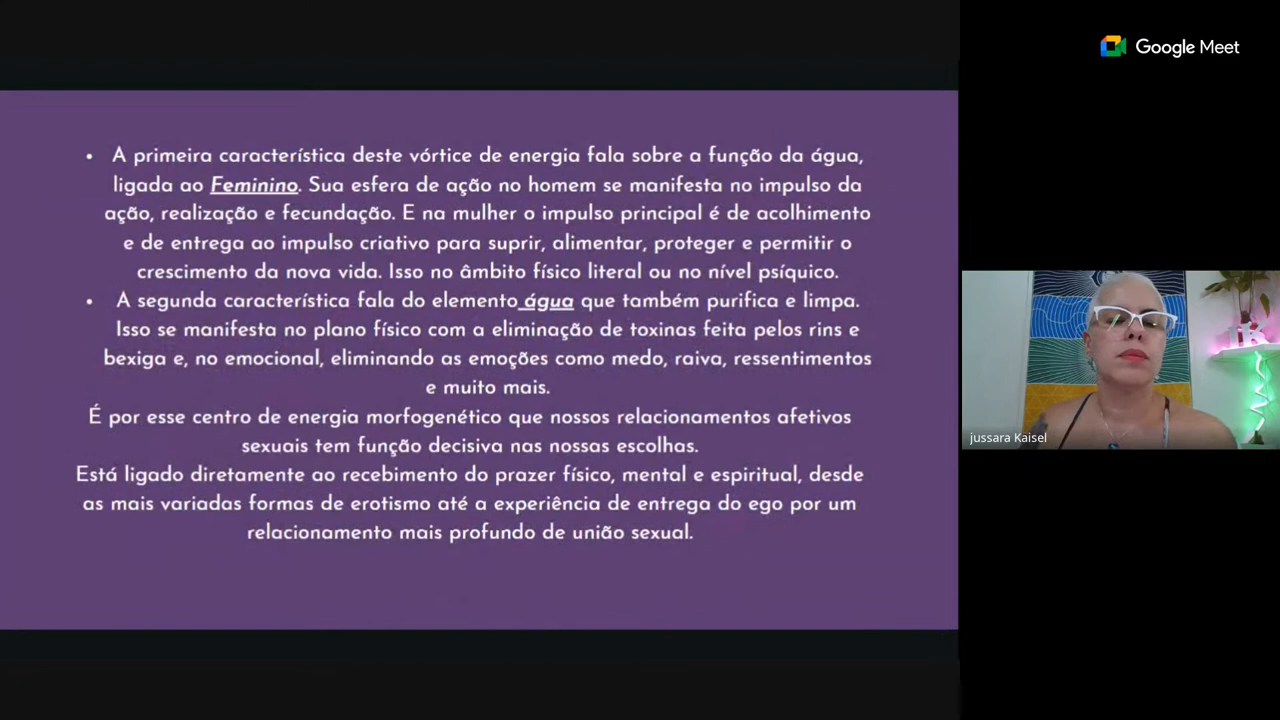 Google Meet
• A primeira característica deste vórtice de energia fala sobre a função da água,
ligada ao Feminino. Sua esfera de ação no homem se manifesta no impulso da
ação, realização e fecundação. E na mulher o impulso principal é de acolhimento
e de entrega ao impulso criativo para suprir, alimentar, proteger e permitir o
crescimento da nova vida. Isso no âmbito físico literal ou no nível psíquico.
• A segunda característica fala do elemento água que também purifica e limpa.
Isso se manifesta no plano físico com a eliminação de toxinas feita pelos rins e
bexiga e, no emocional, eliminando as emoções como medo, raiva, ressentimentos
e muito mais.
É por esse centro de energia morfogenético que nossos relacionamentos afetivos
sexuais tem função decisiva nas nossas escolhas.
Está ligado diretamente ao recebimento do prazer físico, mental e espiritual, desde
as mais variadas formas de erotismo até a experiência de entrega do ego por um
relacionamento mais profundo de união sexual.
jussara Kaisel